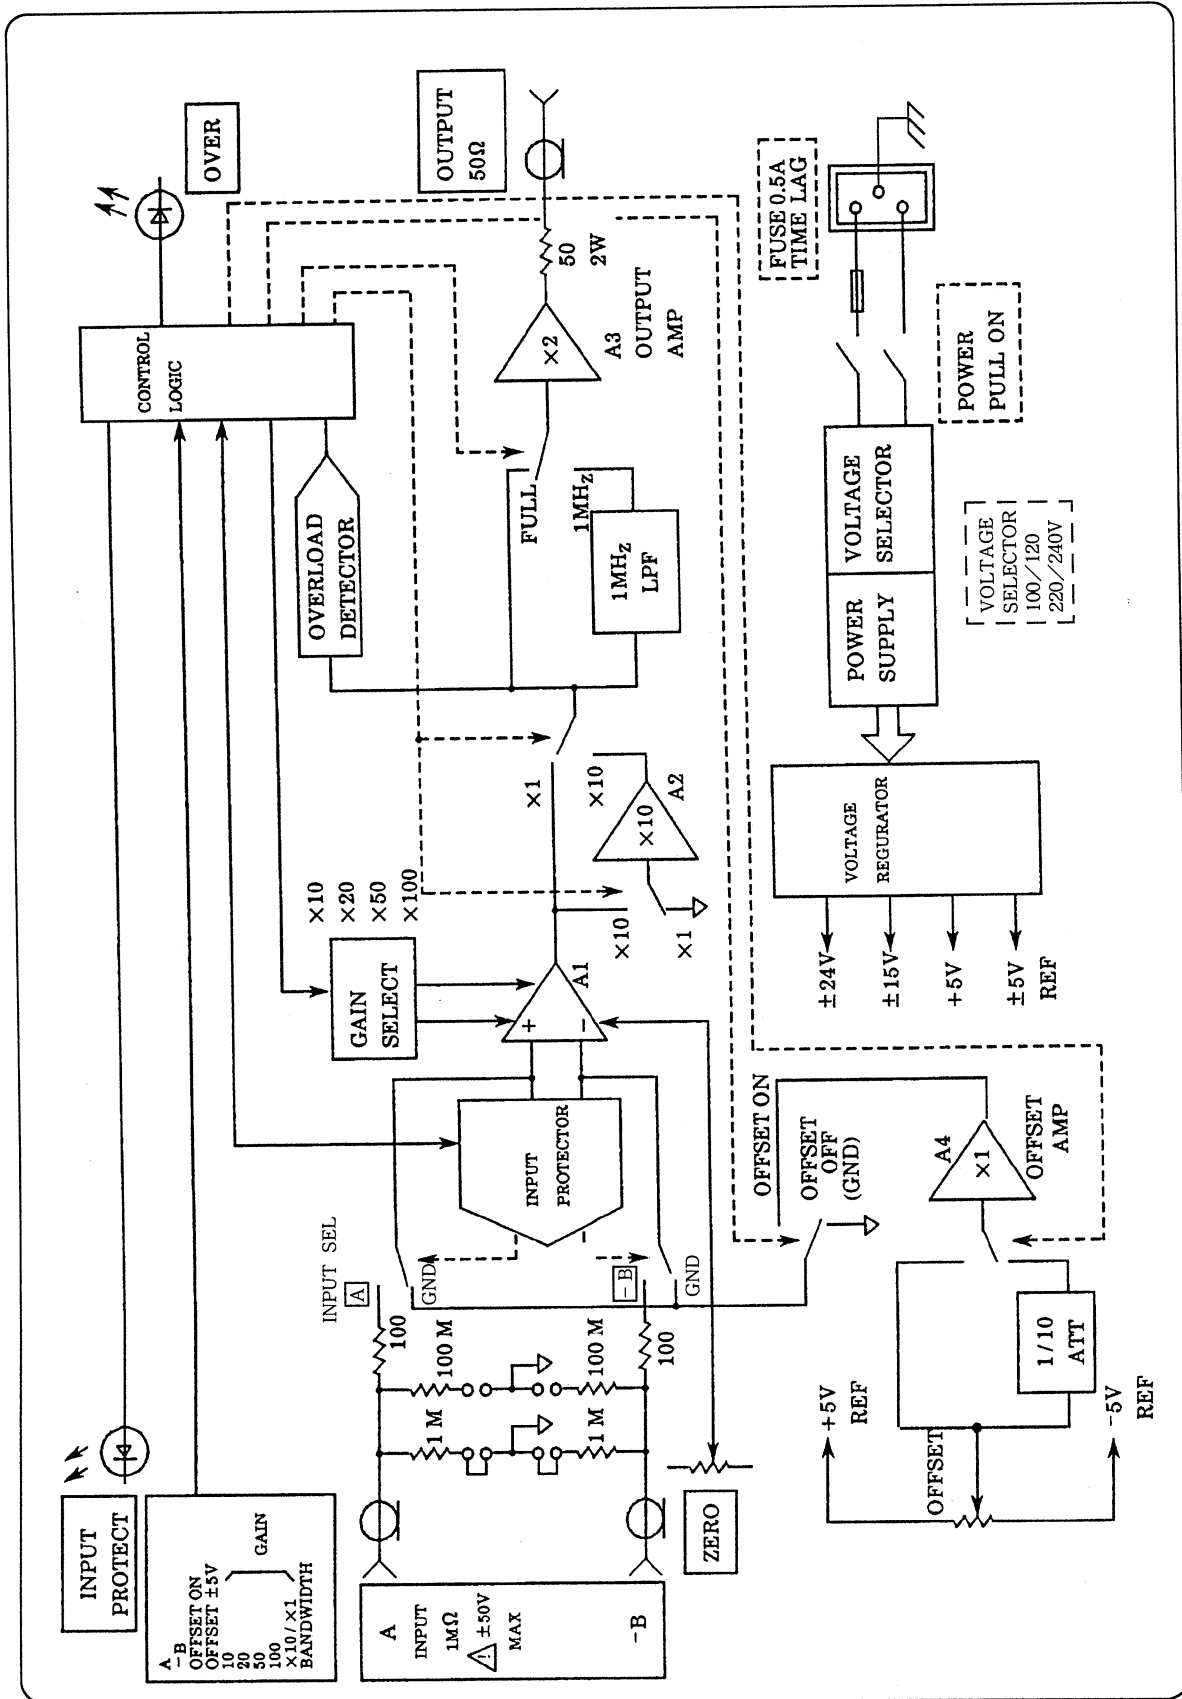 INPUT
PROTECT
OVER
A
-B
OFFSET ON
OFFSET ±5V
10
20
50
100
×10/×1
BANDWIDTH
GAIN
CONTROL
LOGIC
OVERLOAD
DETECTOR
GAIN
SELECT
×10
×20
×50
×100
A
INPUT
1MΩ
±50V
MAX
-B
1 M
1 M
100 M
100 M
100
100
INPUT SEL
A
GND
-B
GND
INPUT
PROTECTOR
+
−
A1
×10
×1
×10
A2
×1
×10
FULL
1MHz
1MHz
LPF
×2
A3
OUTPUT
AMP
50
2W
OUTPUT
50Ω
ZERO
OFFSET ON
OFFSET
OFF
(GND)
A4
×1
OFFSET
AMP
+5V
REF
OFFSET
1/10
ATT
-5V
REF
±24V
±15V
+5V
±5V
REF
VOLTAGE
REGURATOR
POWER
SUPPLY
VOLTAGE
SELECTOR
VOLTAGE
SELECTOR
100/120
220/240V
POWER
PULL ON
FUSE 0.5A
TIME LAG